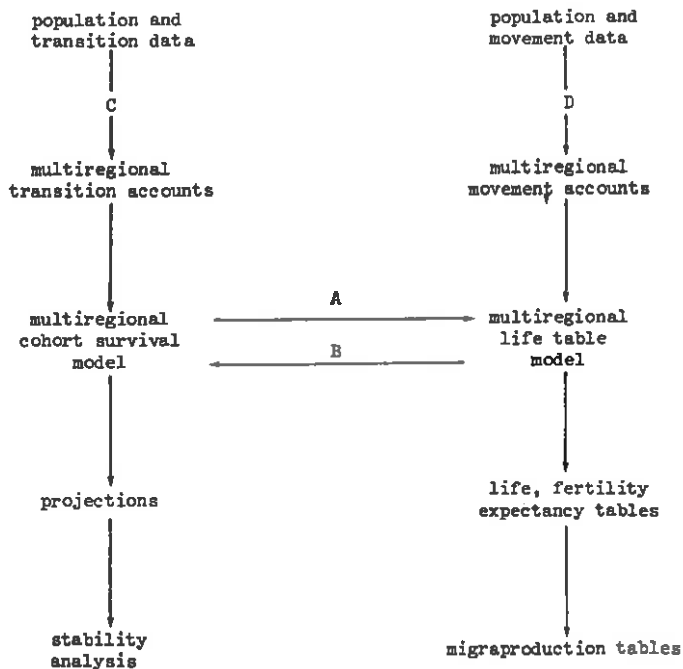 population and
transition data
population and
movement data
C
D
multiregional
transition accounts
multiregional
movement accounts
A
multiregional
cohort survival
model
B
multiregional
life table
model
projections
life, fertility
expectancy tables
stability
analysis
migraproduction tables